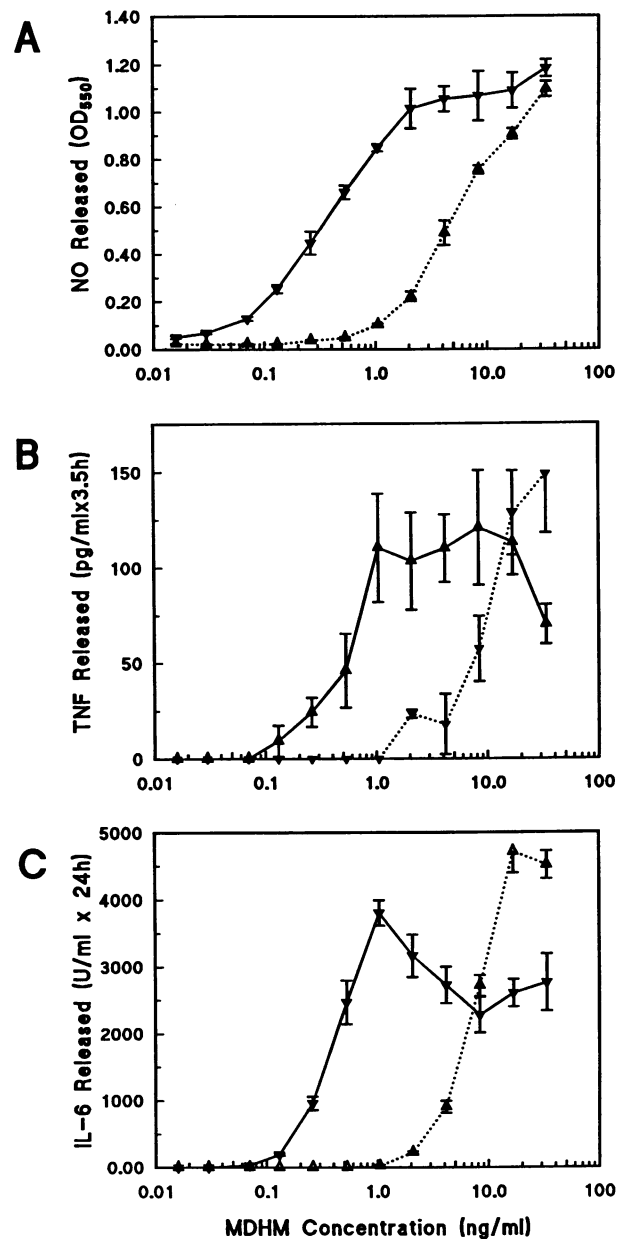 A
NO Released (OD550)
1.40
1.20
1.00
0.80
0.60
0.40
0.20
0.00
0.01 0.1 1.0 10.0 100
B
TNF Released (pg/mlx3.5h)
150
100
50
0
0.01 0.1 1.0 10.0 100
C
IL-6 Released (U/ml x 24h)
5000
4000
3000
2000
1000
0.00
0.01 0.1 1.0 10.0 100
MDHM Concentration (ng/ml)